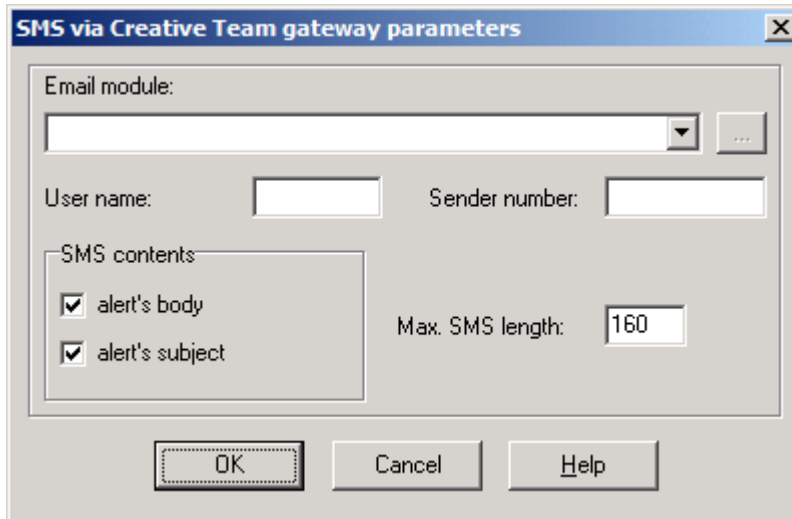 SMS via Creative Team gateway parameters
Email module:
...
User name:
Sender number:
SMS contents
alert's body
alert's subject
Max. SMS length: 160
OK Cancel Help